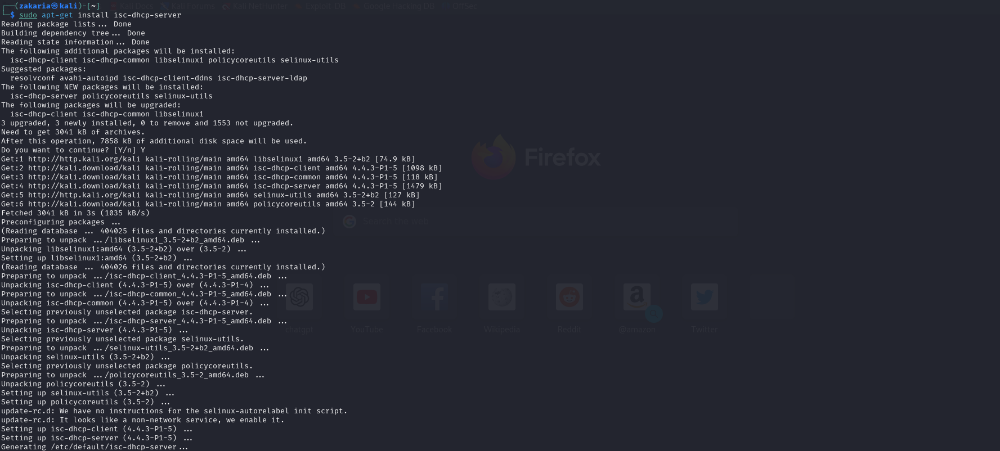 Kali Docs Kali Forums Kali NetHunter Exploit-DB Google Hacking DB OffSec
(zakaria㉿kali)-[~]
$ sudo apt-get install isc-dhcp-server
Reading package lists... Done
Building dependency tree... Done
Reading state information... Done
The following additional packages will be installed:
isc-dhcp-client isc-dhcp-common libselinux1 policycoreutils selinux-utils
Suggested packages:
resolvconf avahi-autoipd isc-dhcp-client-ddns isc-dhcp-server-ldap
The following NEW packages will be installed:
isc-dhcp-server policycoreutils selinux-utils
The following packages will be upgraded:
isc-dhcp-client isc-dhcp-common libselinux1
3 upgraded, 3 newly installed, 0 to remove and 1553 not upgraded.
Need to get 3041 kB of archives.
After this operation, 7858 kB of additional disk space will be used.
Do you want to continue? [Y/n] Y
Get:1 http://http.kali.org/kali kali-rolling/main amd64 libselinux1 amd64 3.5-2+b2 [74.9 kB]
Get:2 http://kali.download/kali kali-rolling/main amd64 isc-dhcp-client amd64 4.4.3-P1-5 [1098 kB]
Get:3 http://kali.download/kali kali-rolling/main amd64 isc-dhcp-common amd64 4.4.3-P1-5 [118 kB]
Get:4 http://kali.download/kali kali-rolling/main amd64 isc-dhcp-server amd64 4.4.3-P1-5 [1479 kB]
Get:5 http://http.kali.org/kali kali-rolling/main amd64 selinux-utils amd64 3.5-2+b2 [127 kB]
Get:6 http://kali.download/kali kali-rolling/main amd64 policycoreutils amd64 3.5-2 [144 kB]
Fetched 3041 kB in 3s (1035 kB/s)
Preconfiguring packages ...
(Reading database ... 404025 files and directories currently installed.)
Preparing to unpack .../libselinux1_3.5-2+b2_amd64.deb ...
Unpacking libselinux1:amd64 (3.5-2+b2) over (3.5-2) ...
Setting up libselinux1:amd64 (3.5-2+b2) ...
(Reading database ... 404026 files and directories currently installed.)
Preparing to unpack .../isc-dhcp-client_4.4.3-P1-5_amd64.deb ...
Unpacking isc-dhcp-client (4.4.3-P1-5) over (4.4.3-P1-4) ...
Preparing to unpack .../isc-dhcp-common_4.4.3-P1-5_amd64.deb ...
Unpacking isc-dhcp-common (4.4.3-P1-5) over (4.4.3-P1-4) ...
Selecting previously unselected package isc-dhcp-server.
Preparing to unpack .../isc-dhcp-server_4.4.3-P1-5_amd64.deb ...
Unpacking isc-dhcp-server (4.4.3-P1-5) ...
Selecting previously unselected package selinux-utils.
Preparing to unpack .../selinux-utils_3.5-2+b2_amd64.deb ...
Unpacking selinux-utils (3.5-2+b2) ...
Selecting previously unselected package policycoreutils.
Preparing to unpack .../policycoreutils_3.5-2_amd64.deb ...
Unpacking policycoreutils (3.5-2) ...
Setting up selinux-utils (3.5-2+b2) ...
Setting up policycoreutils (3.5-2) ...
update-rc.d: We have no instructions for the selinux-autorelabel init script.
update-rc.d: It looks like a non-network service, we enable it.
Setting up isc-dhcp-client (4.4.3-P1-5) ...
Setting up isc-dhcp-server (4.4.3-P1-5) ...
Generating /etc/default/isc-dhcp-server...
Firefox
Search the web
chatgpt YouTube Facebook Wikipedia Reddit @amazon Twitter